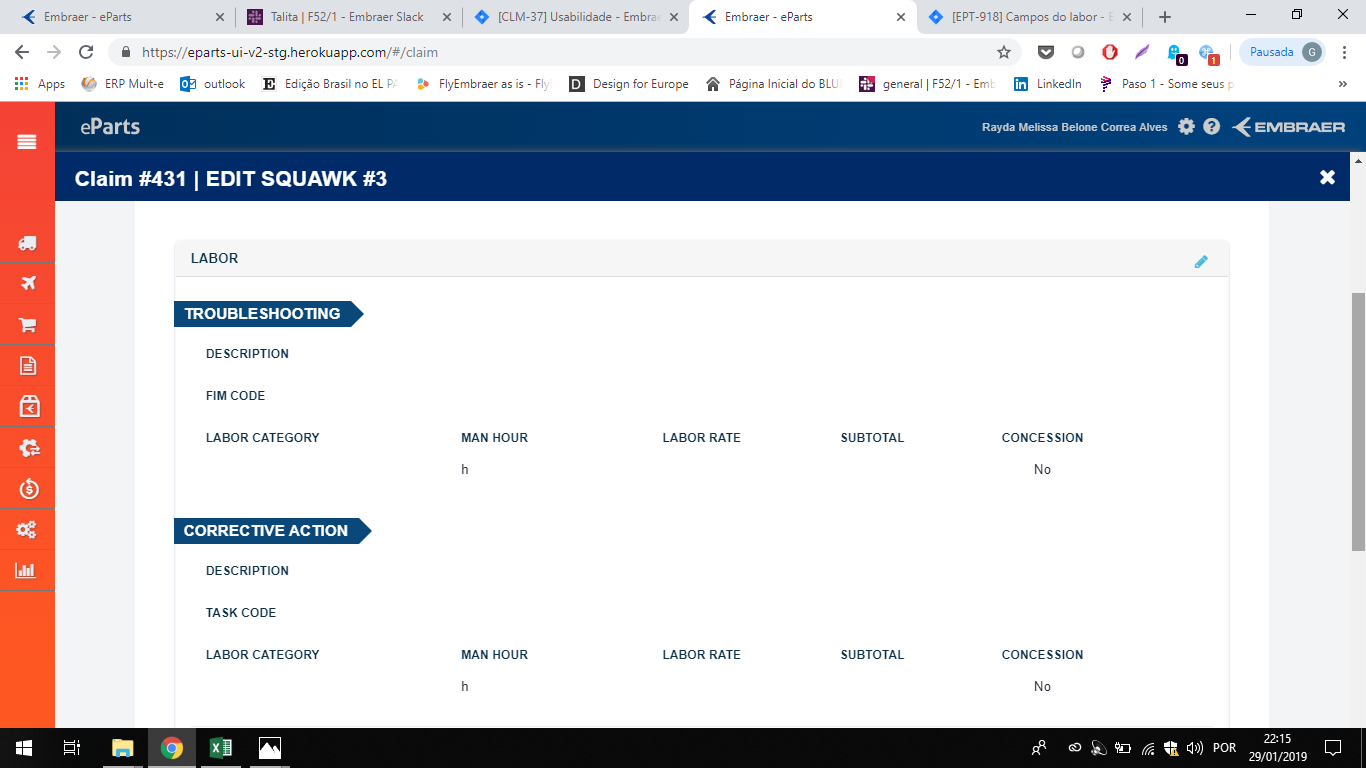 Embraer - eParts
Talita | F52/1 - Embraer Slack
[CLM-37] Usabilidade - Embrae
Embraer - eParts
[EPT-918] Campos do labor - E
https://eparts-ui-v2-stg.herokuapp.com/#/claim
0
1
Pausada
G
Apps
ERP Mult-e
outlook
Edição Brasil no EL PA
FlyEmbraer as is - Fly
Design for Europe
Página Inicial do BLU
general | F52/1 - Emb
LinkedIn
Paso 1 - Some seus p
»
eParts
Rayda Melissa Belone Correa Alves
EMBRAER
Claim #431 | EDIT SQUAWK #3
LABOR
TROUBLESHOOTING
DESCRIPTION
FIM CODE
LABOR CATEGORY MAN HOUR LABOR RATE SUBTOTAL CONCESSION
h No
CORRECTIVE ACTION
DESCRIPTION
TASK CODE
LABOR CATEGORY MAN HOUR LABOR RATE SUBTOTAL CONCESSION
h No
POR
22:15
29/01/2019